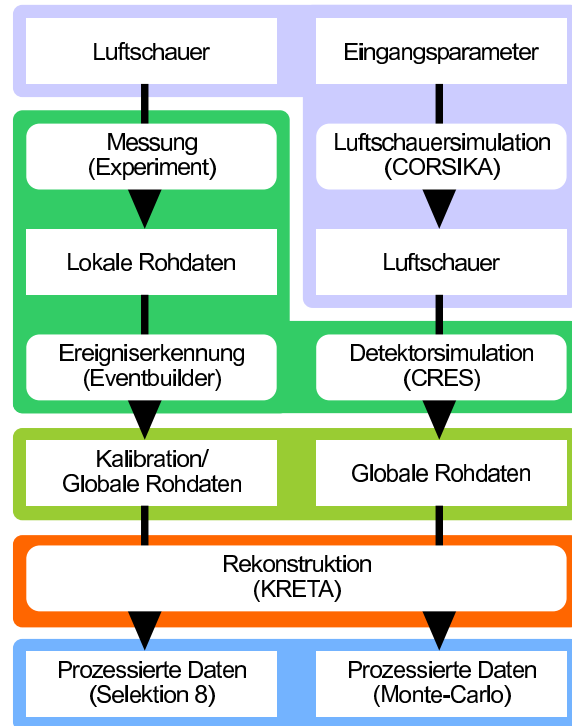 Luftschauer
Eingangsparameter
Messung
(Experiment)
Luftschauersimulation
(CORSIKA)
Lokale Rohdaten
Luftschauer
Ereigniserkennung
(Eventbuilder)
Detektorsimulation
(CRES)
Kalibration/
Globale Rohdaten
Globale Rohdaten
Rekonstruktion
(KRETA)
Prozessierte Daten
(Selektion 8)
Prozessierte Daten
(Monte-Carlo)